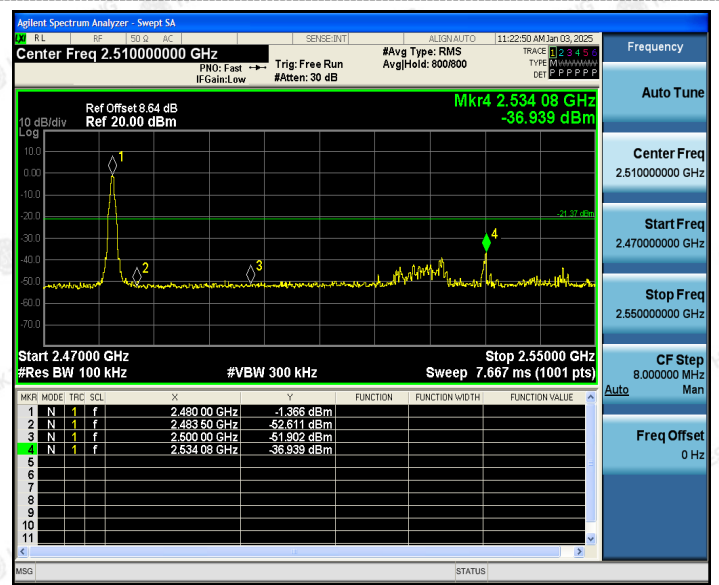 Agilent Spectrum Analyzer - Swept SA
LXI RL RF 50 Ω AC SENSE:INT ALIGN AUTO 11:22:50 AM Jan 03, 2025
Center Freq 2.510000000 GHz #Avg Type: RMS TRACE 1 2 3 4 5 6
PNO: Fast Trig: Free Run Avg|Hold: 800/800 TYPE M WWWWW
IFGain:Low #Atten: 30 dB DET P P P P P P
Mkr4 2.534 08 GHz
-36.939 dBm
Ref Offset 8.64 dB
10 dB/div Ref 20.00 dBm
Log
10.0
0.00
-10.0
-20.0
-30.0
-40.0
-50.0
-60.0
-70.0
1
2
3
4
-21.37 dBm
Start 2.47000 GHz Stop 2.55000 GHz
#Res BW 100 kHz #VBW 300 kHz Sweep 7.667 ms (1001 pts)
MKR MODE TRC SCL X Y FUNCTION FUNCTION WIDTH FUNCTION VALUE
1 N 1 f 2.480 00 GHz -1.366 dBm
2 N 1 f 2.483 50 GHz -52.611 dBm
3 N 1 f 2.500 00 GHz -51.902 dBm
4 N 1 f 2.534 08 GHz -36.939 dBm
5
6
7
8
9
10
11
MSG STATUS
Frequency
Auto Tune
Center Freq
2.510000000 GHz
Start Freq
2.470000000 GHz
Stop Freq
2.550000000 GHz
CF Step
8.000000 MHz
Auto Man
Freq Offset
0 Hz